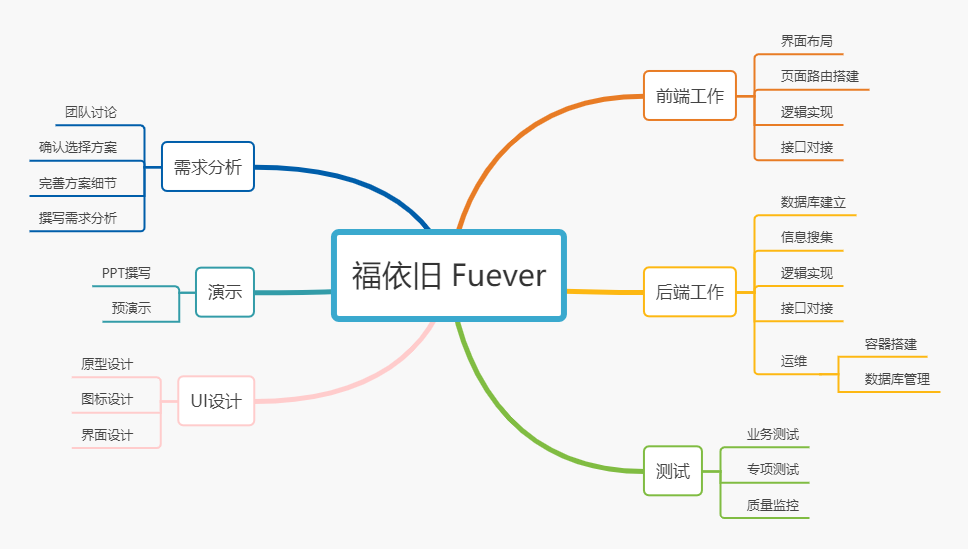 福依旧 Fuever
前端工作
界面布局
页面路由搭建
逻辑实现
接口对接
后端工作
数据库建立
信息搜集
逻辑实现
接口对接
运维
容器搭建
数据库管理
测试
业务测试
专项测试
质量监控
需求分析
团队讨论
确认选择方案
完善方案细节
撰写需求分析
演示
PPT撰写
预演示
UI设计
原型设计
图标设计
界面设计